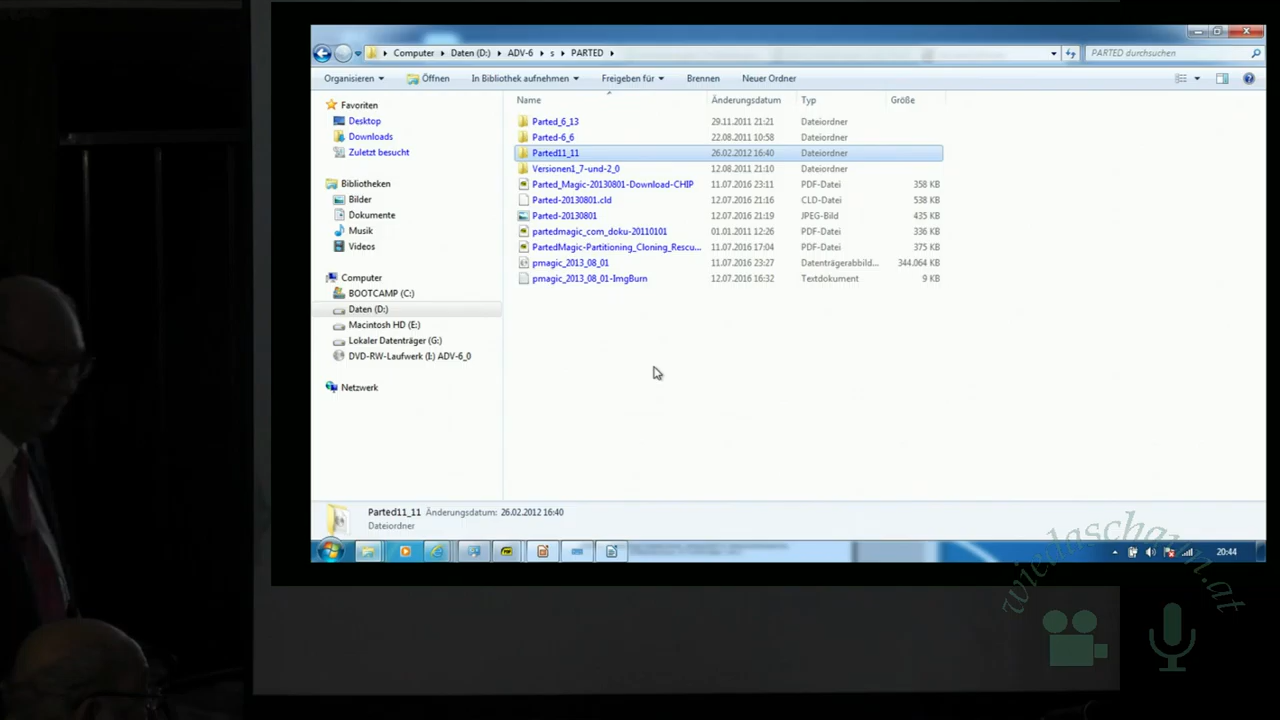 Computer ▸ Daten (D:) ▸ ADV-6 ▸ s ▸ PARTED ▸
PARTED durchsuchen
Organisieren Öffnen In Bibliothek aufnehmen Freigeben für Brennen Neuer Ordner
Name Änderungsdatum Typ Größe
Favoriten
Desktop
Downloads
Zuletzt besucht
Bibliotheken
Bilder
Dokumente
Musik
Videos
Computer
BOOTCAMP (C:)
Daten (D:)
Macintosh HD (E:)
Lokaler Datenträger (G:)
DVD-RW-Laufwerk (I:) ADV-6_0
Netzwerk
Parted_6_13 29.11.2011 21:21 Dateiordner
Parted-6_6 22.08.2011 10:58 Dateiordner
Parted11_11 26.02.2012 16:40 Dateiordner
Versionen1_7-und-2_0 12.08.2011 21:10 Dateiordner
Parted_Magic-20130801-Download-CHIP 11.07.2016 23:11 PDF-Datei 358 KB
Parted-20130801.cld 12.07.2016 21:16 CLD-Datei 538 KB
Parted-20130801 12.07.2016 21:19 JPEG-Bild 435 KB
partedmagic_com_doku-20110101 01.01.2011 12:26 PDF-Datei 336 KB
PartedMagic-Partitioning_Cloning_Rescu... 11.07.2016 17:04 PDF-Datei 375 KB
pmagic_2013_08_01 11.07.2016 23:27 Datenträgerabbild... 344.064 KB
pmagic_2013_08_01-ImgBurn 12.07.2016 16:32 Textdokument 9 KB
Parted11_11 Änderungsdatum: 26.02.2012 16:40
Dateiordner
20:44
wiedaschaun.at